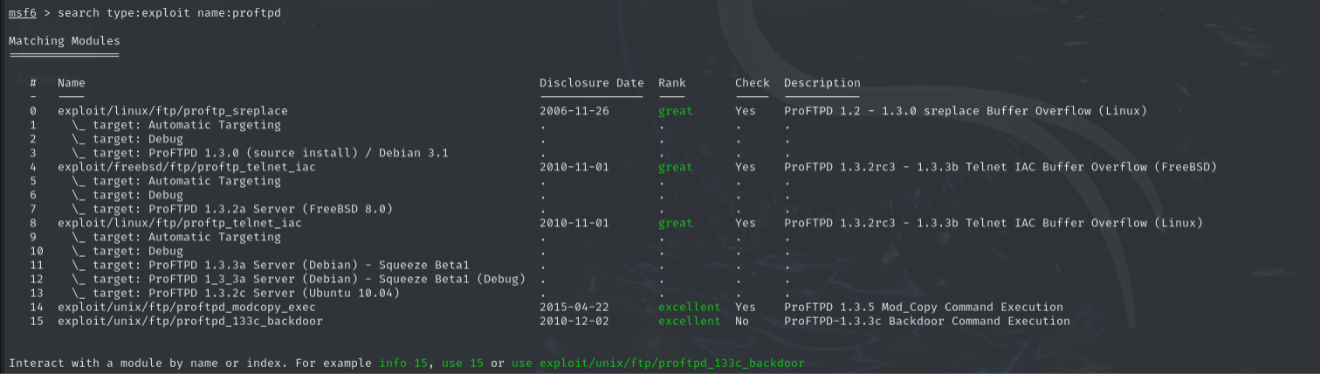 msf6 > search type:exploit name:proftpd
Matching Modules
================
#   Name                                                               Disclosure Date  Rank       Check  Description
-   ----                                                               ---------------  ----       -----  -----------
0   exploit/linux/ftp/proftp_sreplace                                  2006-11-26       great      Yes    ProFTPD 1.2 - 1.3.0 sreplace Buffer Overflow (Linux)
1     \_ target: Automatic Targeting                                   .                .          .      .
2     \_ target: Debug                                                 .                .          .      .
3     \_ target: ProFTPD 1.3.0 (source install) / Debian 3.1           .                .          .      .
4   exploit/freebsd/ftp/proftp_telnet_iac                              2010-11-01       great      Yes    ProFTPD 1.3.2rc3 - 1.3.3b Telnet IAC Buffer Overflow (FreeBSD)
5     \_ target: Automatic Targeting                                   .                .          .      .
6     \_ target: Debug                                                 .                .          .      .
7     \_ target: ProFTPD 1.3.2a Server (FreeBSD 8.0)                   .                .          .      .
8   exploit/linux/ftp/proftp_telnet_iac                                2010-11-01       great      Yes    ProFTPD 1.3.2rc3 - 1.3.3b Telnet IAC Buffer Overflow (Linux)
9     \_ target: Automatic Targeting                                   .                .          .      .
10    \_ target: Debug                                                 .                .          .      .
11    \_ target: ProFTPD 1.3.3a Server (Debian) - Squeeze Beta1        .                .          .      .
12    \_ target: ProFTPD 1_3_3a Server (Debian) - Squeeze Beta1 (Debug)  .              .          .      .
13    \_ target: ProFTPD 1.3.2c Server (Ubuntu 10.04)                  .                .          .      .
14  exploit/unix/ftp/proftpd_modcopy_exec                              2015-04-22       excellent  Yes    ProFTPD 1.3.5 Mod_Copy Command Execution
15  exploit/unix/ftp/proftpd_133c_backdoor                             2010-12-02       excellent  No     ProFTPD-1.3.3c Backdoor Command Execution
Interact with a module by name or index. For example info 15, use 15 or use exploit/unix/ftp/proftpd_133c_backdoor